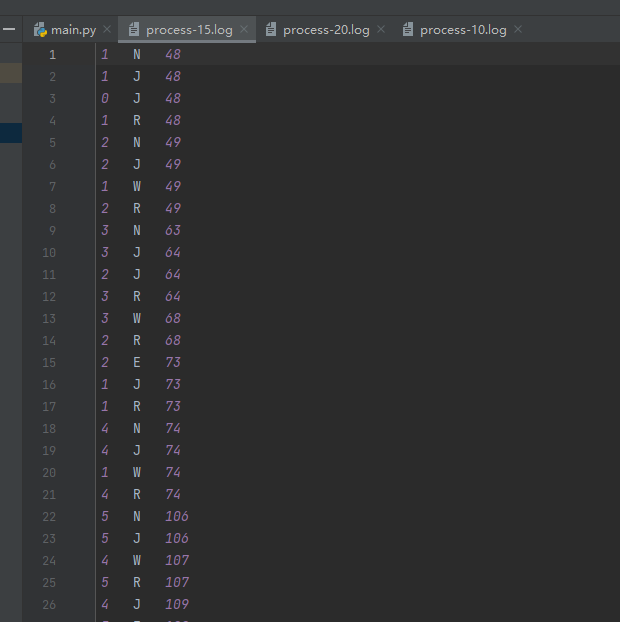 main.py process-15.log process-20.log process-10.log
1 1 N 48
2 1 J 48
3 0 J 48
4 1 R 48
5 2 N 49
6 2 J 49
7 1 W 49
8 2 R 49
9 3 N 63
10 3 J 64
11 2 J 64
12 3 R 64
13 3 W 68
14 2 R 68
15 2 E 73
16 1 J 73
17 1 R 73
18 4 N 74
19 4 J 74
20 1 W 74
21 4 R 74
22 5 N 106
23 5 J 106
24 4 W 107
25 5 R 107
26 4 J 109